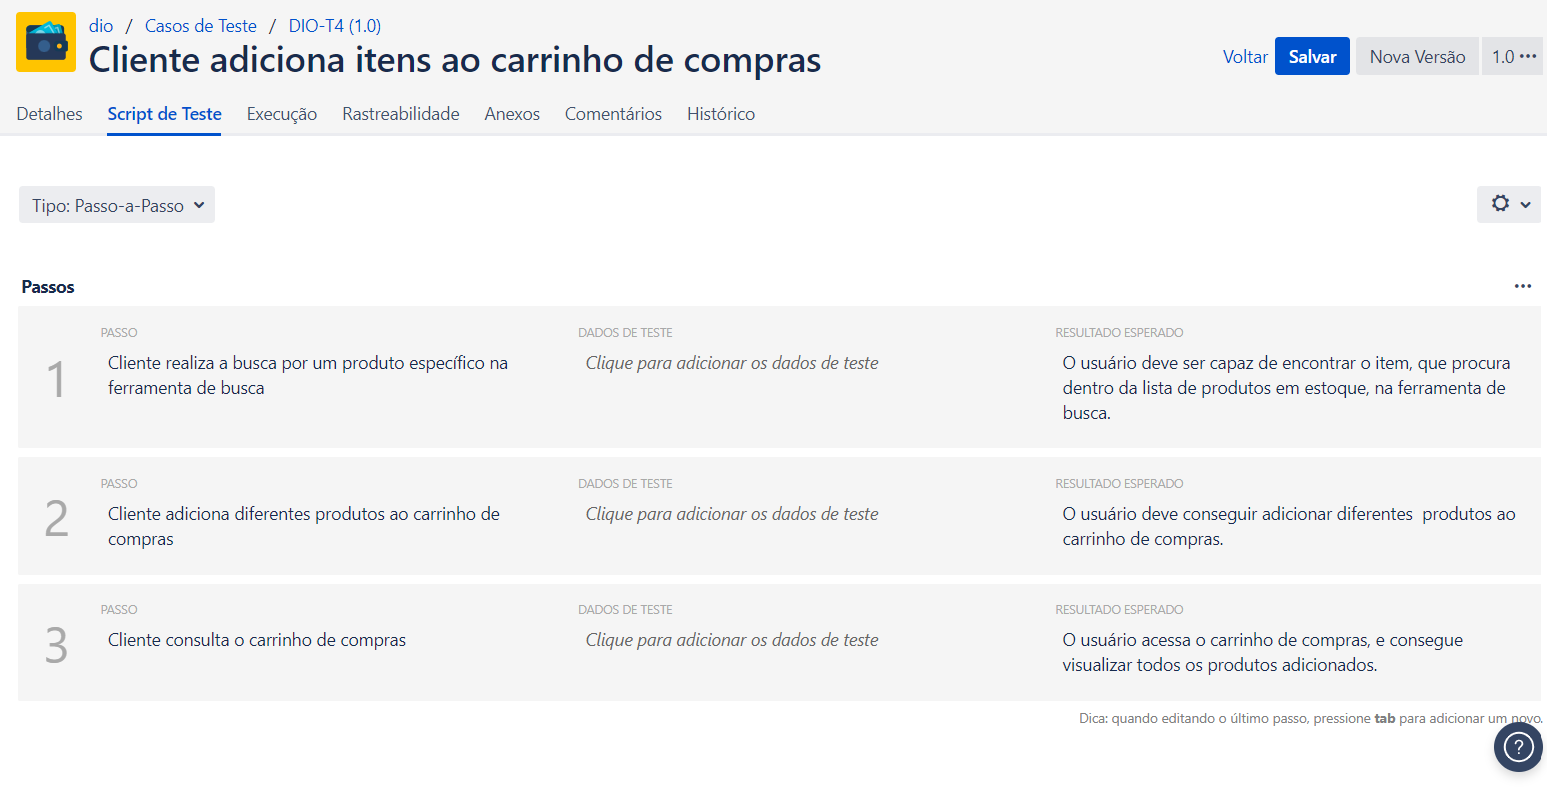 dio / Casos de Teste / DIO-T4 (1.0)
Cliente adiciona itens ao carrinho de compras
Voltar Salvar Nova Versão 1.0 •••
Detalhes Script de Teste Execução Rastreabilidade Anexos Comentários Histórico
Tipo: Passo-a-Passo
Passos •••
PASSO DADOS DE TESTE RESULTADO ESPERADO
1
Cliente realiza a busca por um produto específico na
ferramenta de busca
Clique para adicionar os dados de teste
O usuário deve ser capaz de encontrar o item, que procura
dentro da lista de produtos em estoque, na ferramenta de
busca.
PASSO DADOS DE TESTE RESULTADO ESPERADO
2
Cliente adiciona diferentes produtos ao carrinho de
compras
Clique para adicionar os dados de teste
O usuário deve conseguir adicionar diferentes  produtos ao
carrinho de compras.
PASSO DADOS DE TESTE RESULTADO ESPERADO
3
Cliente consulta o carrinho de compras
Clique para adicionar os dados de teste
O usuário acessa o carrinho de compras, e consegue
visualizar todos os produtos adicionados.
Dica: quando editando o último passo, pressione tab para adicionar um novo.
?